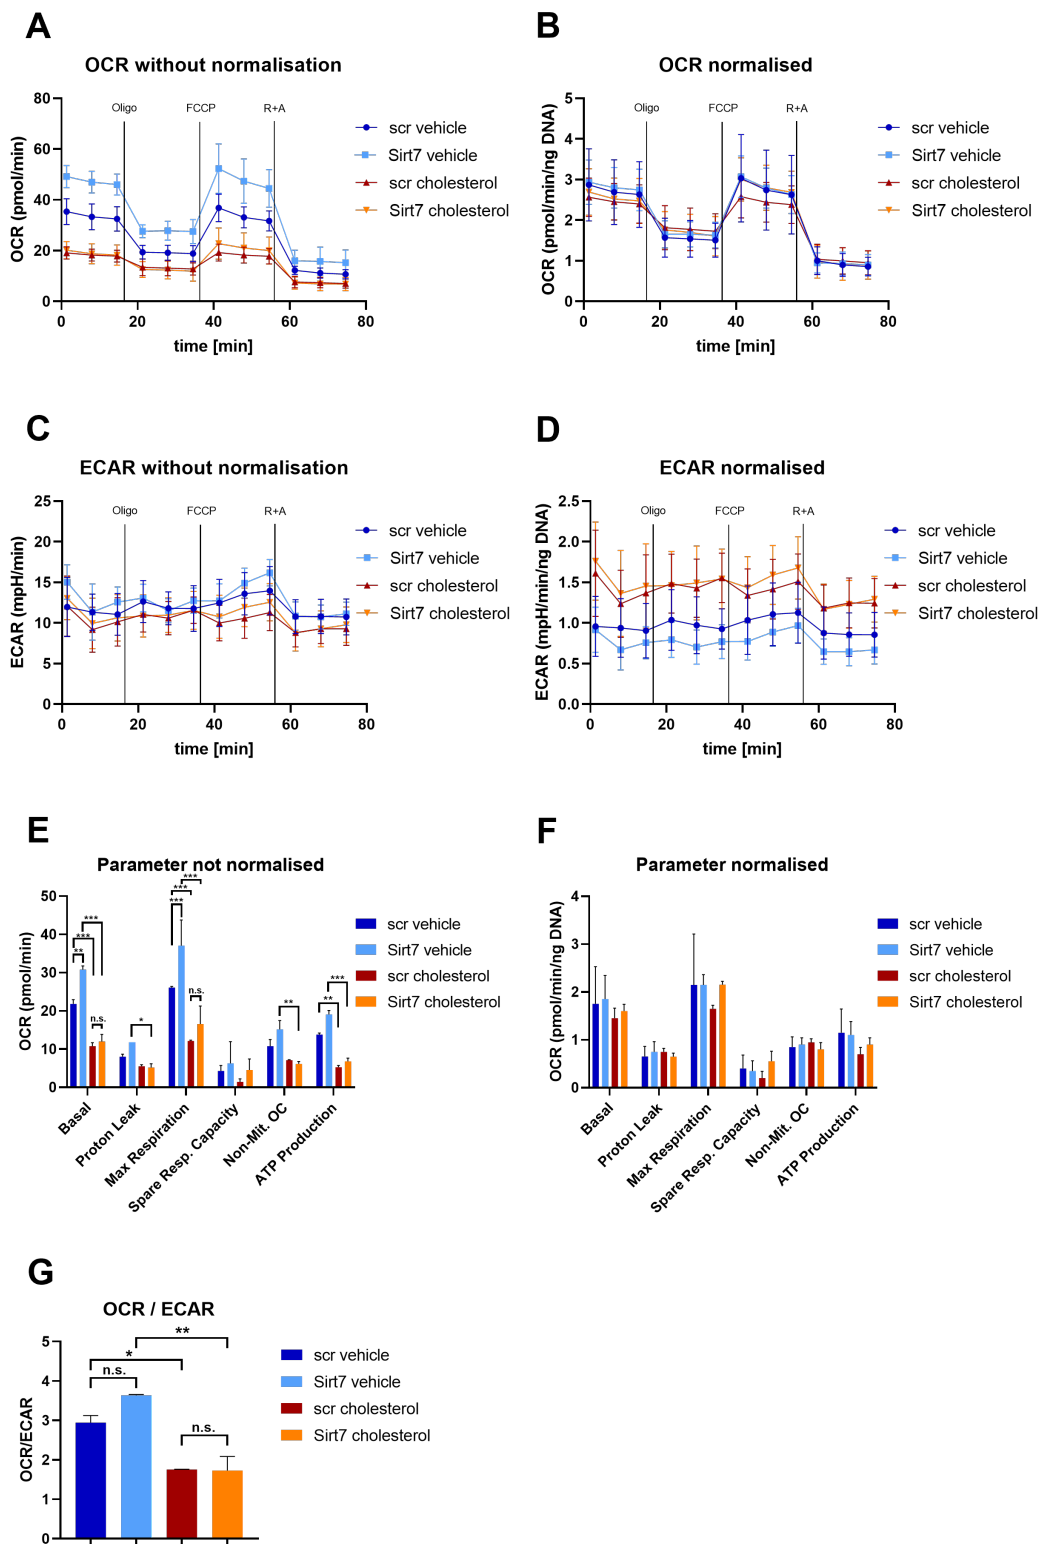 A
OCR without normalisation
80
60
40
20
0
OCR (pmol/min)
Oligo
FCCP
R+A
0 20 40 60 80
time [min]
scr vehicle
Sirt7 vehicle
scr cholesterol
Sirt7 cholesterol
B
OCR normalised
5
4
3
2
1
0
OCR (pmol/min/ng DNA)
Oligo
FCCP
R+A
0 20 40 60 80
time [min]
scr vehicle
Sirt7 vehicle
scr cholesterol
Sirt7 cholesterol
C
ECAR without normalisation
25
20
15
10
5
0
ECAR (mpH/min)
Oligo
FCCP
R+A
0 20 40 60 80
time [min]
scr vehicle
Sirt7 vehicle
scr cholesterol
Sirt7 cholesterol
D
ECAR normalised
2.5
2.0
1.5
1.0
0.5
0.0
ECAR (mpH/min/ng DNA)
Oligo
FCCP
R+A
0 20 40 60 80
time [min]
scr vehicle
Sirt7 vehicle
scr cholesterol
Sirt7 cholesterol
E
Parameter not normalised
50
40
30
20
10
0
OCR (pmol/min)
***
***
**
n.s.
*
***
***
***
n.s.
**
***
**
Basal
Proton Leak
Max Respiration
Spare Resp. Capacity
Non-Mit. OC
ATP Production
scr vehicle
Sirt7 vehicle
scr cholesterol
Sirt7 cholesterol
F
Parameter normalised
4
3
2
1
0
OCR (pmol/min/ng DNA)
Basal
Proton Leak
Max Respiration
Spare Resp. Capacity
Non-Mit. OC
ATP Production
scr vehicle
Sirt7 vehicle
scr cholesterol
Sirt7 cholesterol
G
OCR / ECAR
5
4
3
2
1
0
OCR/ECAR
**
*
n.s.
n.s.
scr vehicle
Sirt7 vehicle
scr cholesterol
Sirt7 cholesterol